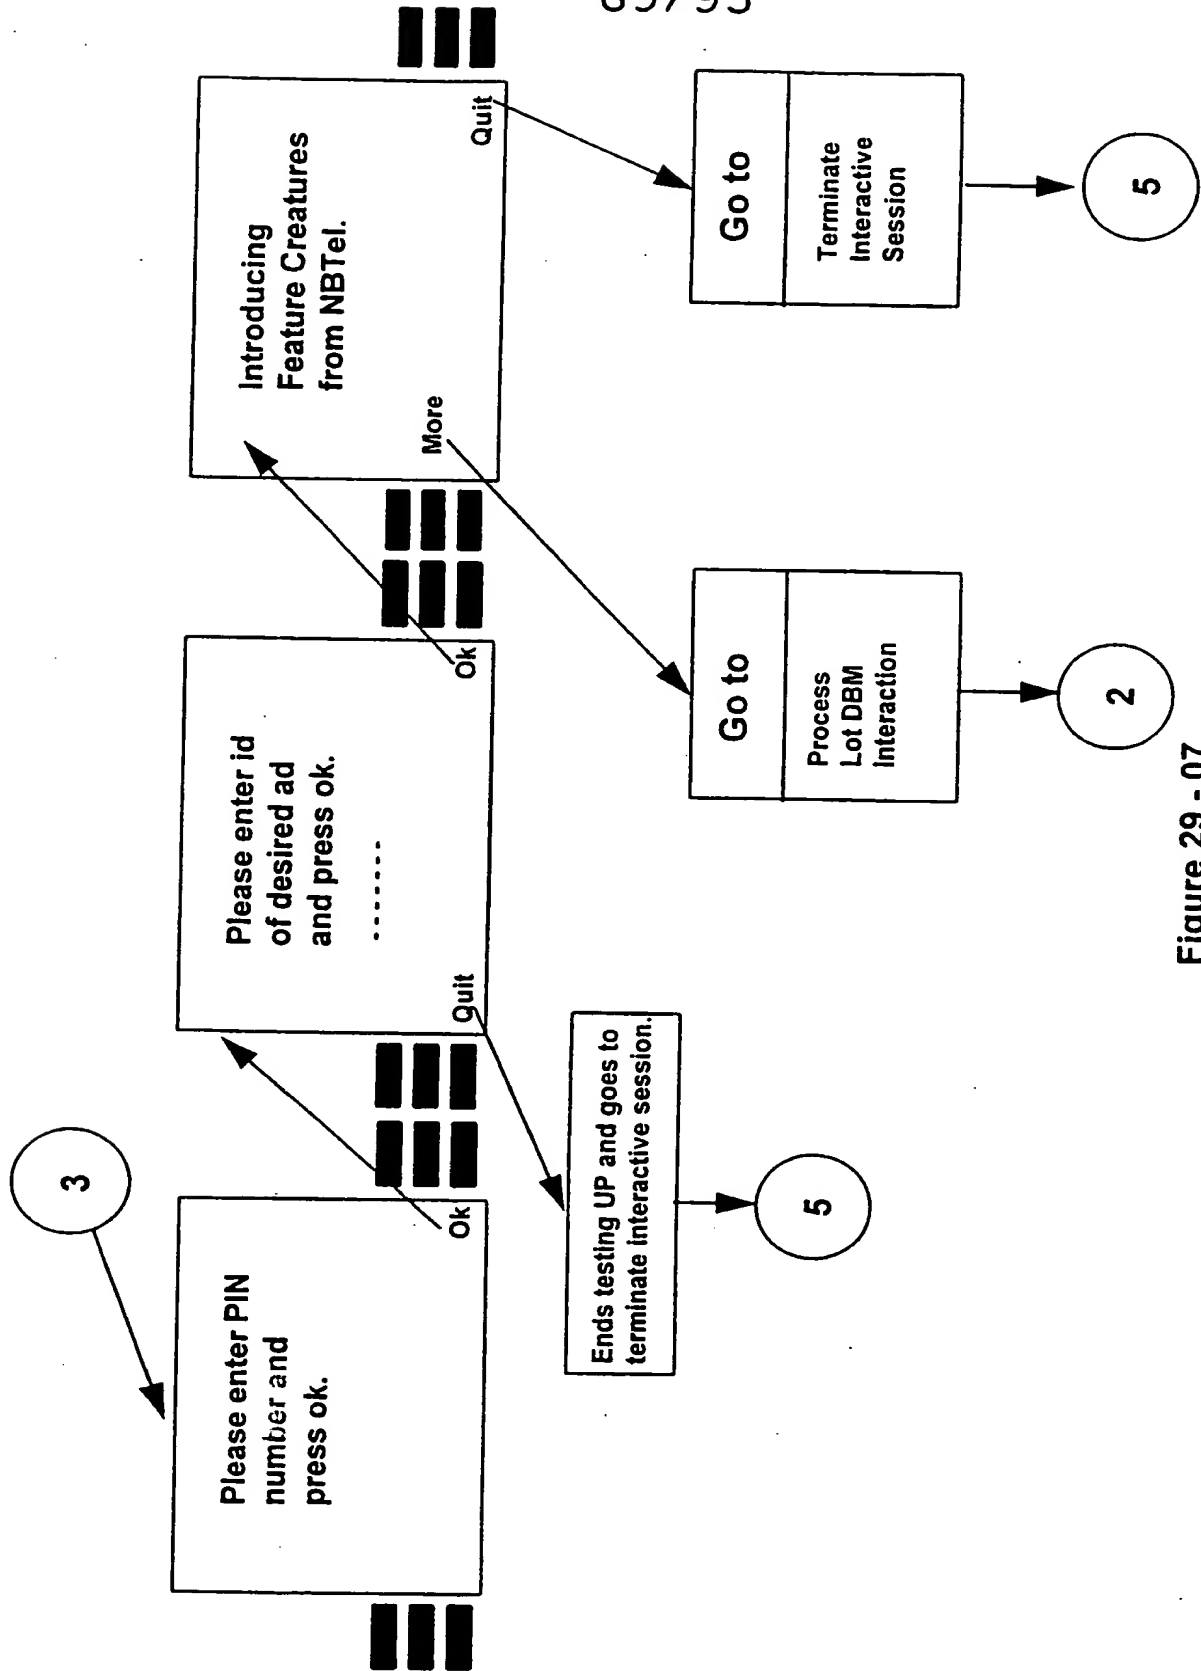 3
Please enter PIN
number and
press ok.
Ok
Please enter id
of desired ad
and press ok.
-------
Quit
Ok
Introducing
Feature Creatures
from NBTel.
More
Quit
Ends testing UP and goes to
terminate interactive session.
5
Go to
Process
Lot DBM
Interaction
2
Go to
Terminate
Interactive
Session
5
Figure 29 - 07